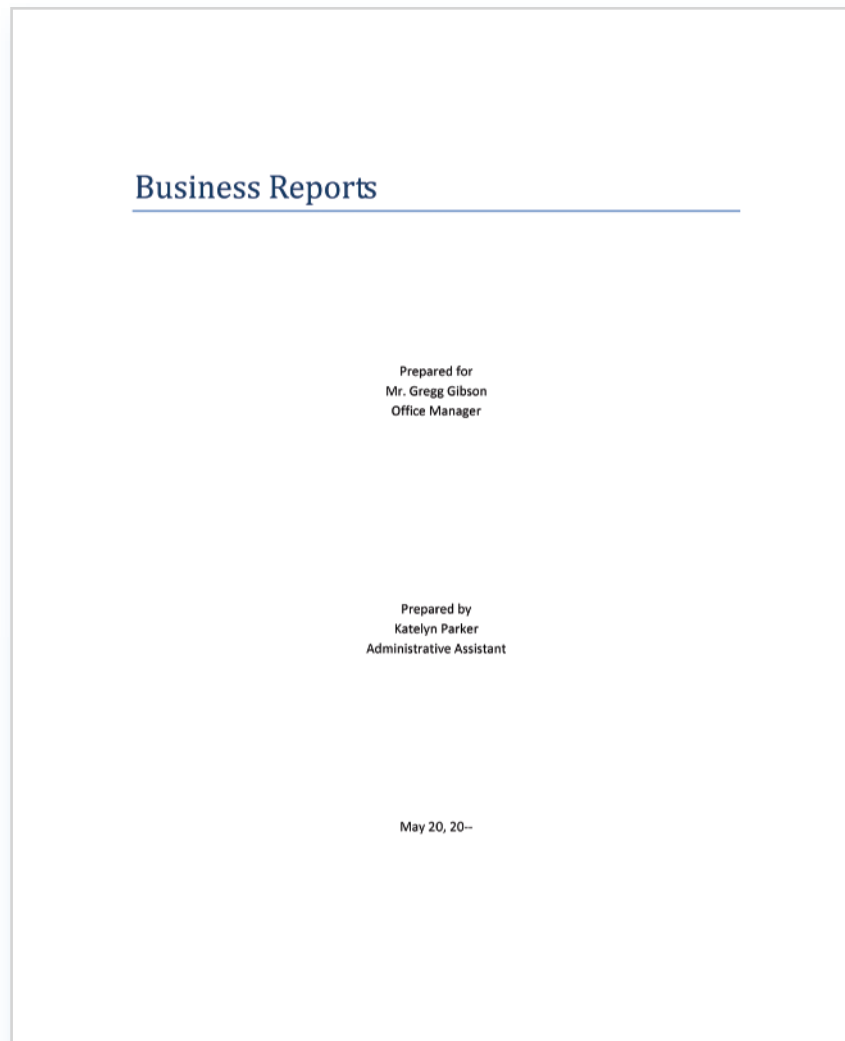 Business Reports
Prepared for
Mr. Gregg Gibson
Office Manager
Prepared by
Katelyn Parker
Administrative Assistant
May 20, 20--